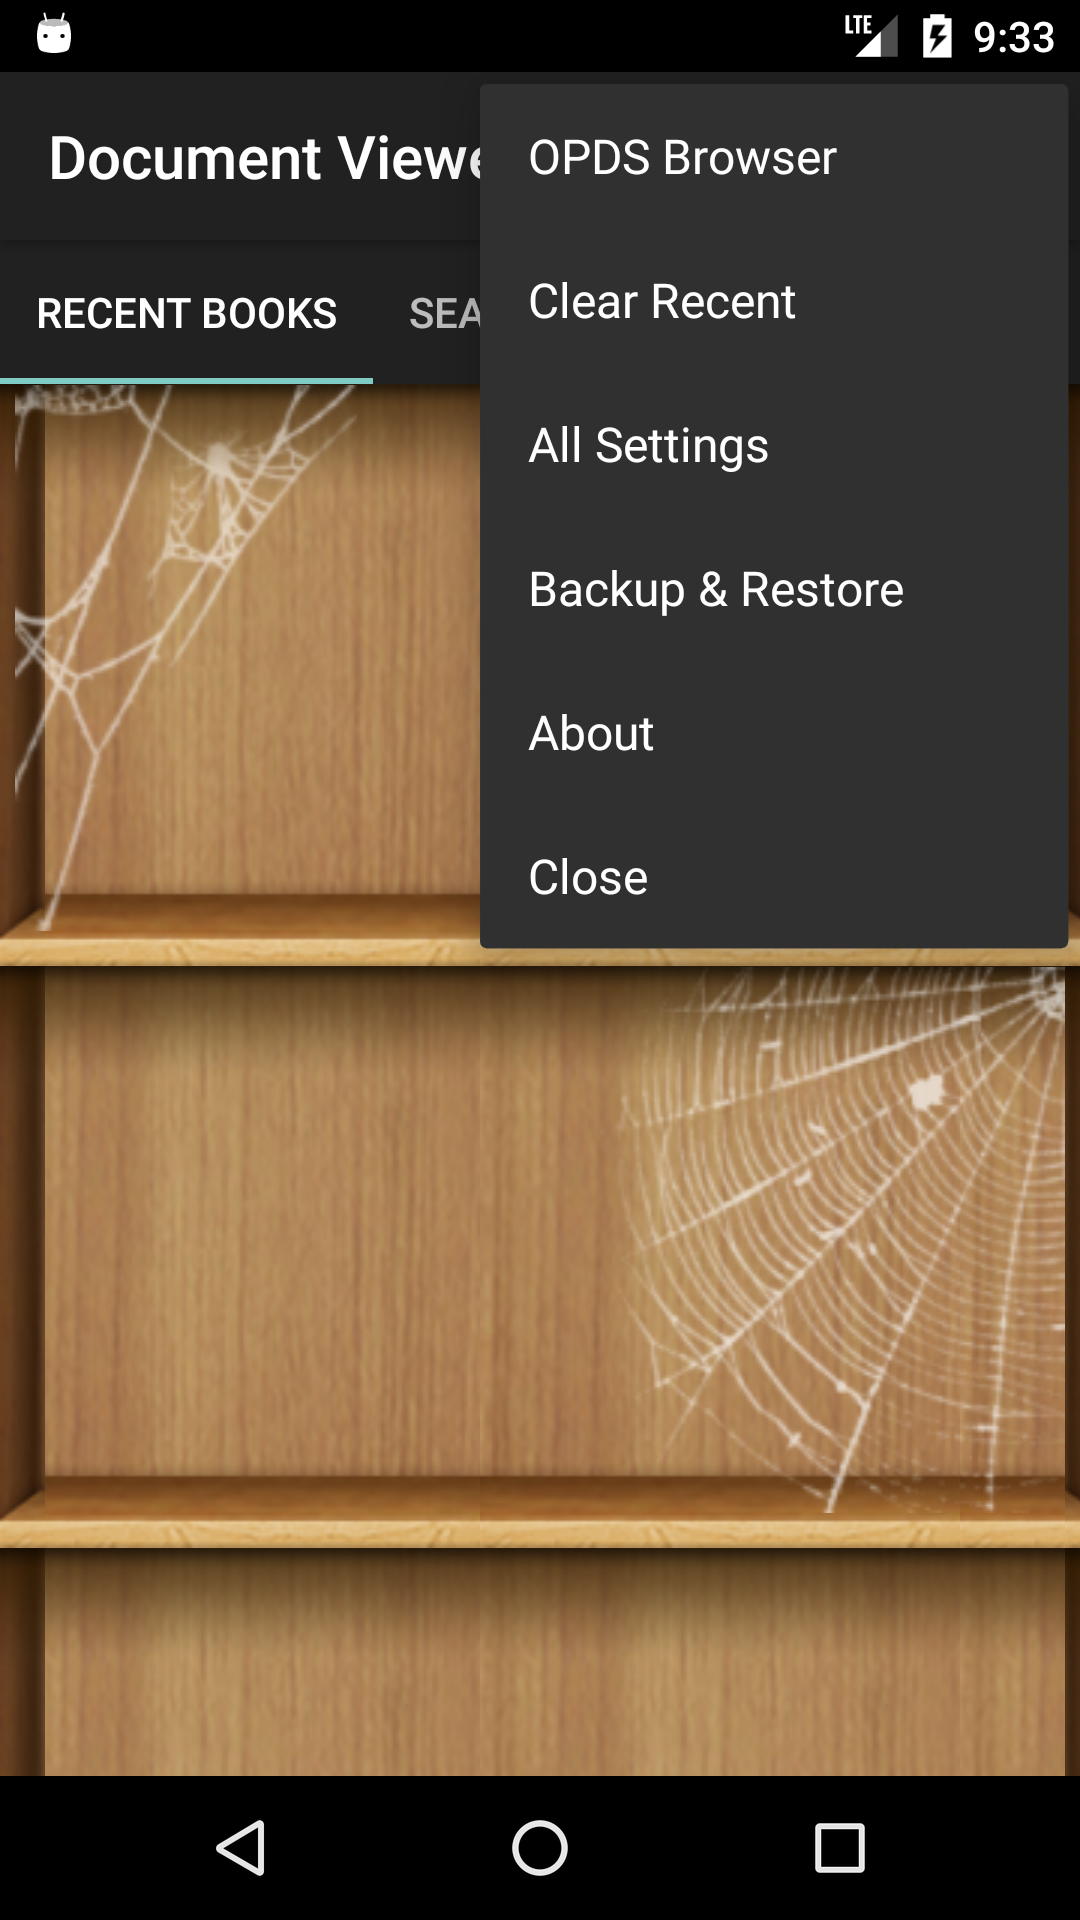 LTE 9:33
Document Viewe
RECENT BOOKS SEA
OPDS Browser
Clear Recent
All Settings
Backup & Restore
About
Close